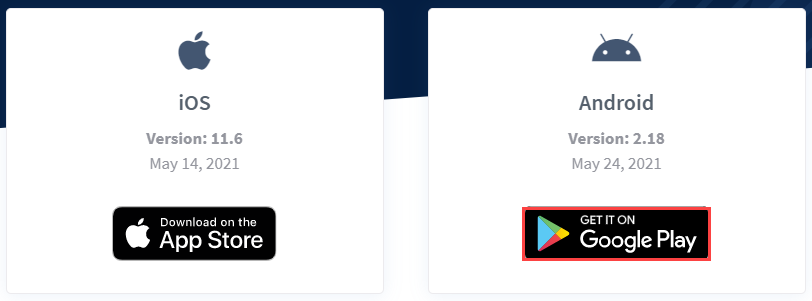 iOS
Version: 11.6
May 14, 2021
Download on the
App Store
Android
Version: 2.18
May 24, 2021
GET IT ON
Google Play